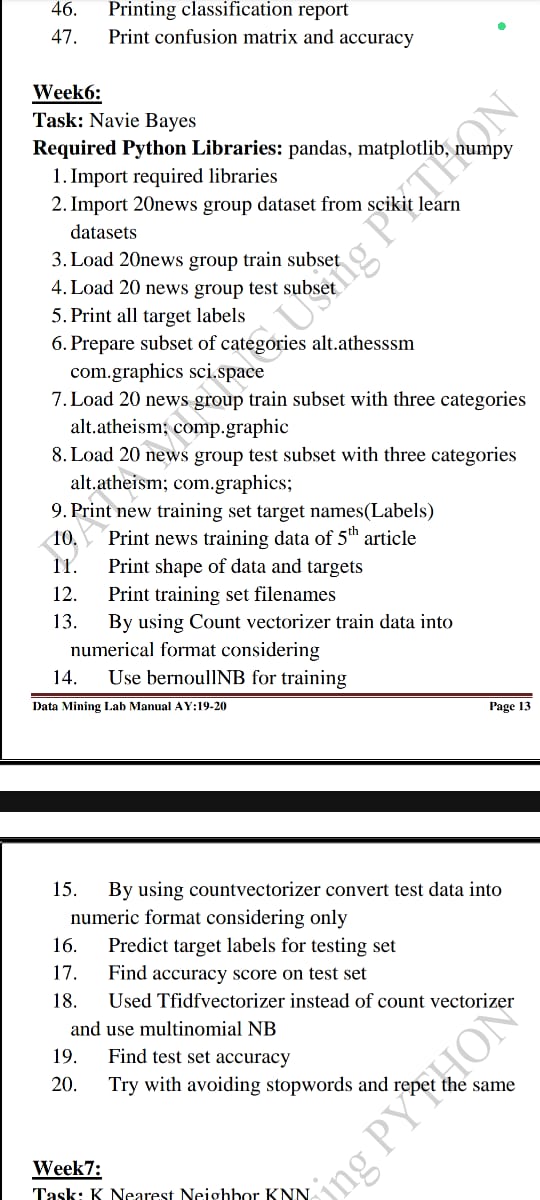 46. Printing classification report
47. Print confusion matrix and accuracy
Week6:
Task: Navie Bayes
Required Python Libraries: pandas, matplotlib, numpy
1. Import required libraries
2. Import 20news group dataset from scikit learn
datasets
3. Load 20news group train subset
4. Load 20 news group test subset
5. Print all target labels
6. Prepare subset of categories alt.athesssm
com.graphics sci.space
7. Load 20 news group train subset with three categories
alt.atheism; comp.graphic
8. Load 20 news group test subset with three categories
alt.atheism; com.graphics;
9. Print new training set target names(Labels)
10. Print news training data of 5th article
11. Print shape of data and targets
12. Print training set filenames
13. By using Count vectorizer train data into
numerical format considering
14. Use bernoullNB for training
DATA MINING Using PYTHON
Data Mining Lab Manual AY:19-20 Page 13
15. By using countvectorizer convert test data into
numeric format considering only
16. Predict target labels for testing set
17. Find accuracy score on test set
18. Used Tfidfvectorizer instead of count vectorizer
and use multinomial NB
19. Find test set accuracy
20. Try with avoiding stopwords and repet the same
Week7:
Task: K Nearest Neighbor KNN
ing PYTHON